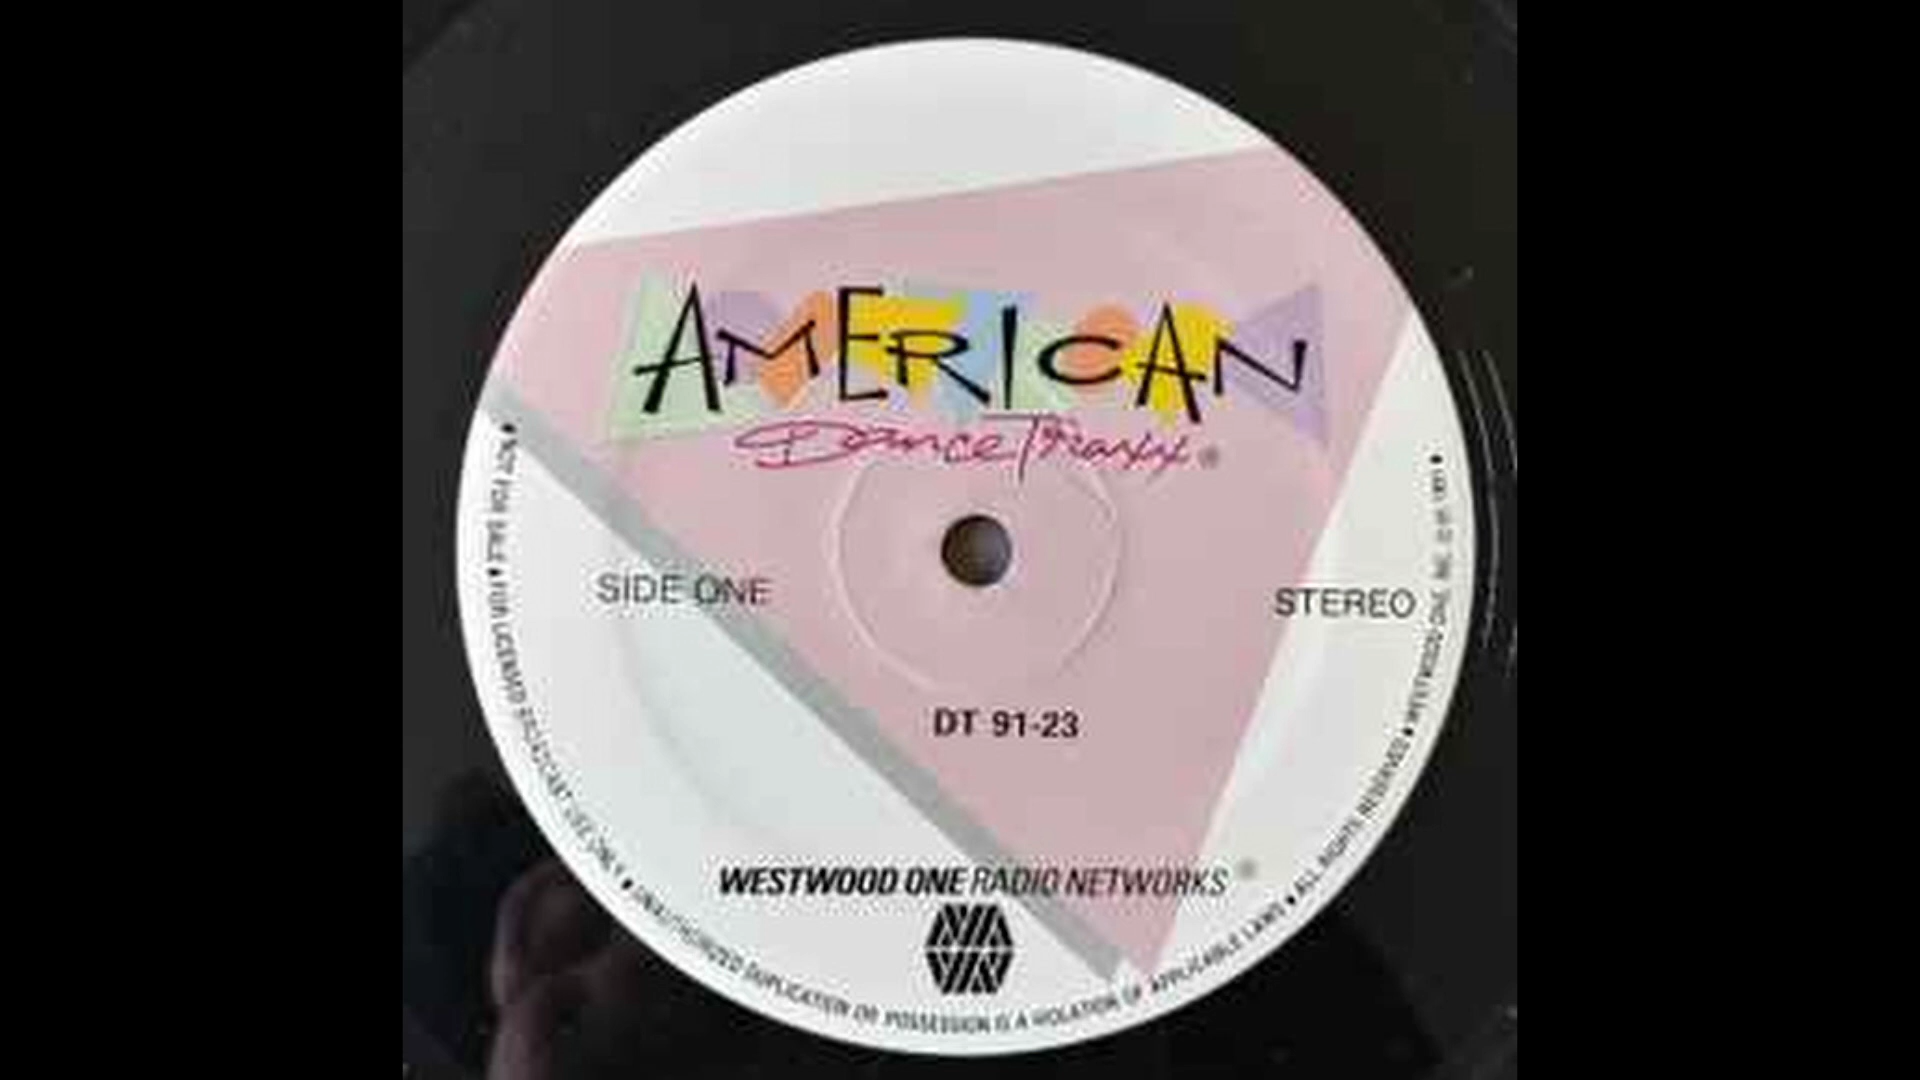 AMERICAN
Dance Traxx ®
SIDE ONE
STEREO
DT 91-23
WESTWOOD ONE RADIO NETWORKS
• NOT FOR SALE • FOR LICENSED BROADCAST USE ONLY • UNAUTHORIZED DUPLICATION OR POSSESSION IS A VIOLATION OF APPLICABLE LAWS • ALL RIGHTS RESERVED • WESTWOOD ONE, INC. © ℗ 1991 •